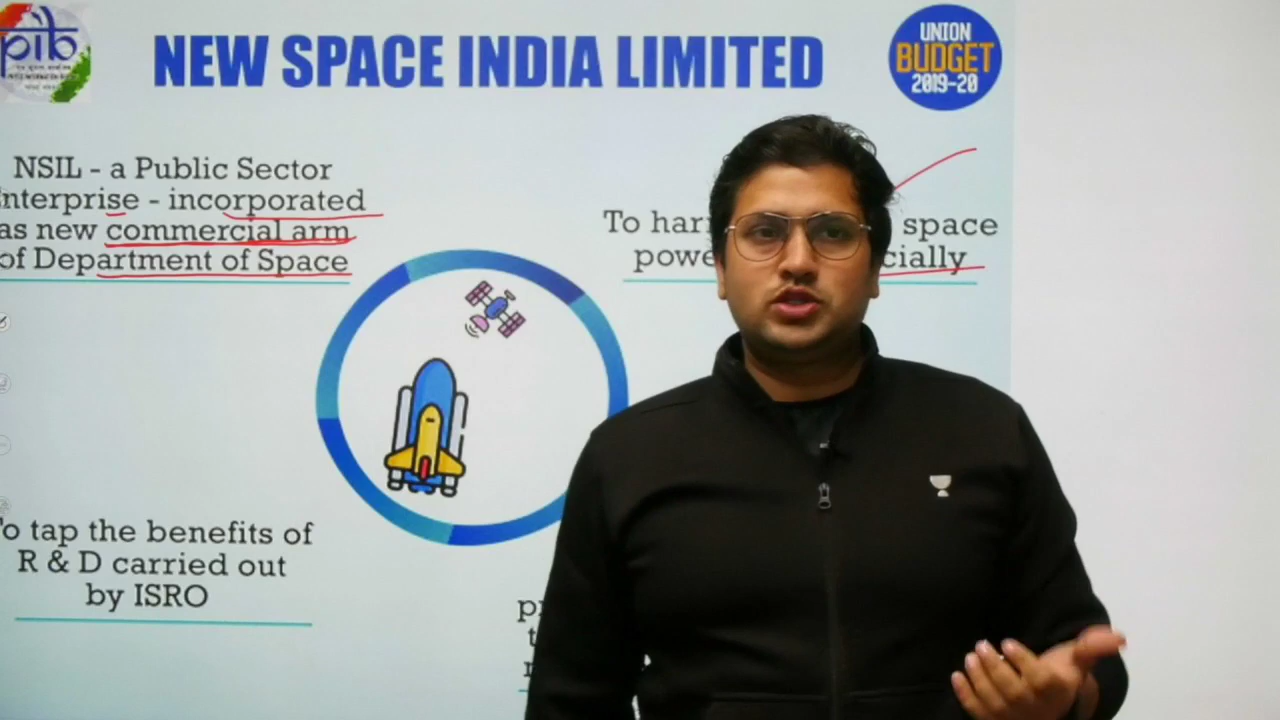 pib
NEW SPACE INDIA LIMITED
UNION
BUDGET
2019-20
NSIL - a Public Sector
nterprise - incorporated
as new commercial arm
of Department of Space
To har space
powe cially
o tap the benefits of
R & D carried out
by ISRO